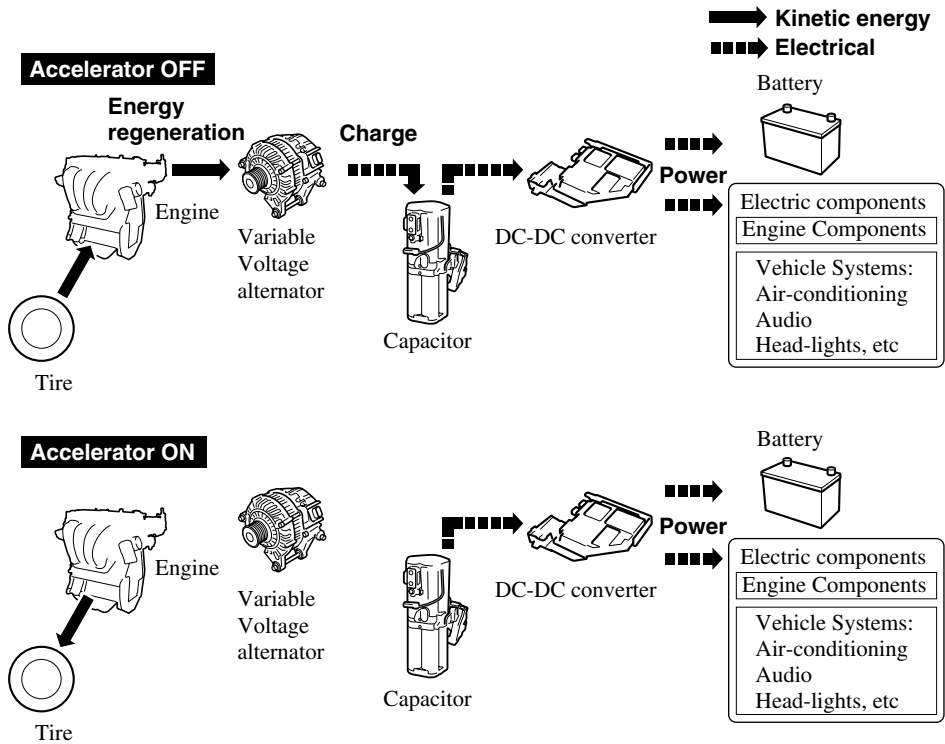 Kinetic energy
Electrical
Accelerator OFF
Battery
Energy
regeneration
Charge
Power
Engine
Variable
Voltage
alternator
DC-DC converter
Capacitor
Electric components
Engine Components
Vehicle Systems:
Air-conditioning
Audio
Head-lights, etc
Tire
Accelerator ON
Battery
Power
Engine
Variable
Voltage
alternator
DC-DC converter
Capacitor
Electric components
Engine Components
Vehicle Systems:
Air-conditioning
Audio
Head-lights, etc
Tire